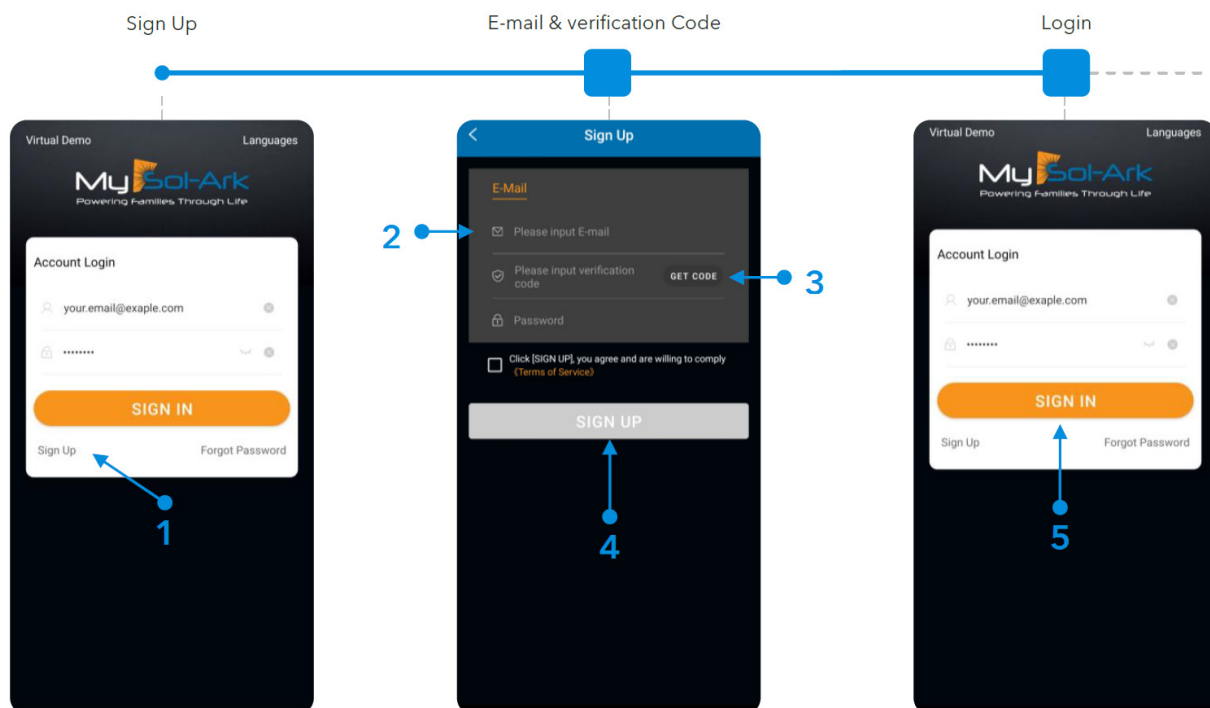 Sign Up
E-mail & verification Code
Login
Virtual Demo
Languages
My Sol-Ark
Powering Families Through Life
Account Login
your.email@exaple.com
••••••••
SIGN IN
Sign Up
Forgot Password
1
Sign Up
E-Mail
2
Please input E-mail
Please input verification
code
GET CODE
3
Password
Click [SIGN UP], you agree and are willing to comply
《Terms of Service》
SIGN UP
4
Virtual Demo
Languages
My Sol-Ark
Powering Families Through Life
Account Login
your.email@exaple.com
••••••••
SIGN IN
Sign Up
Forgot Password
5